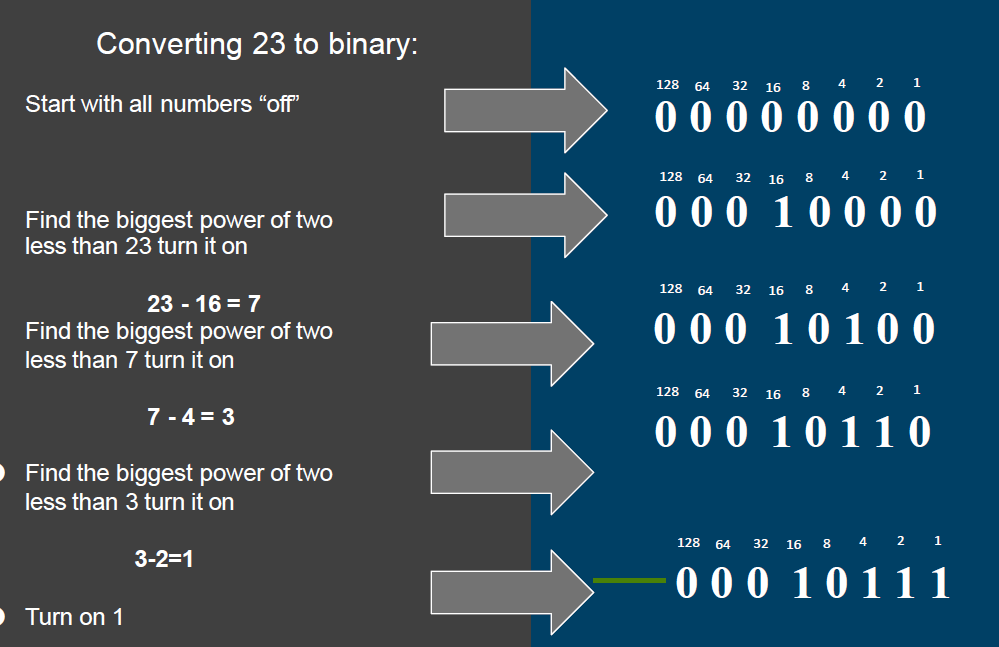 Converting 23 to binary:
Start with all numbers “off”
128 64 32 16 8 4 2 1
0 0 0 0 0 0 0 0
Find the biggest power of two
less than 23 turn it on
128 64 32 16 8 4 2 1
0 0 0 1 0 0 0 0
23 - 16 = 7
Find the biggest power of two
less than 7 turn it on
128 64 32 16 8 4 2 1
0 0 0 1 0 1 0 0
7 - 4 = 3
128 64 32 16 8 4 2 1
0 0 0 1 0 1 1 0
Find the biggest power of two
less than 3 turn it on
3-2=1
128 64 32 16 8 4 2 1
0 0 0 1 0 1 1 1
Turn on 1